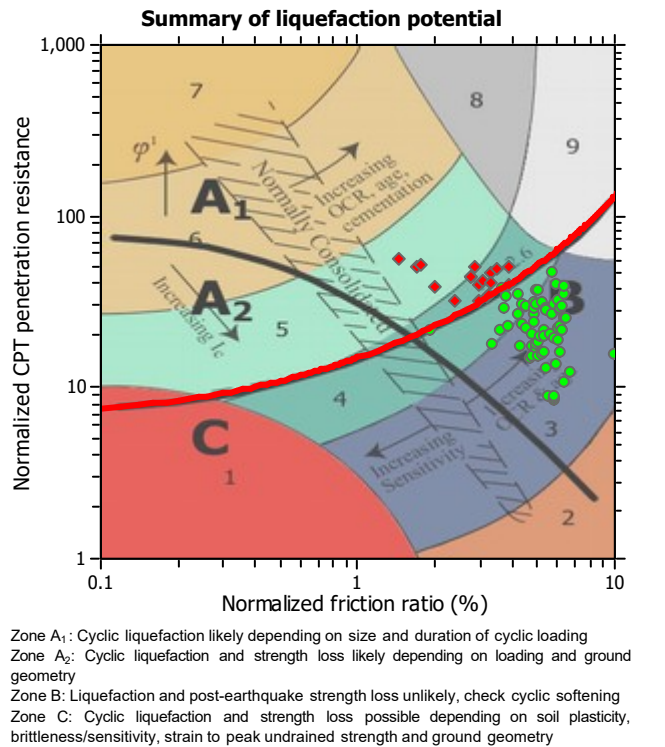 Summary of liquefaction potential
Normalized CPT penetration resistance
1,000
100
10
1
7
8
9
φ'
Increasing
OCR, age,
cementation
A1
Normally Consolidated
6
A2
Increasing Ic
5
2.6
B
4
Increasing
OCR &
3
Increasing
Sensitivity
C
1
2
0.1
1
10
Normalized friction ratio (%)
Zone A1: Cyclic liquefaction likely depending on size and duration of cyclic loading
Zone A2: Cyclic liquefaction and strength loss likely depending on loading and ground
geometry
Zone B: Liquefaction and post-earthquake strength loss unlikely, check cyclic softening
Zone C: Cyclic liquefaction and strength loss possible depending on soil plasticity,
brittleness/sensitivity, strain to peak undrained strength and ground geometry